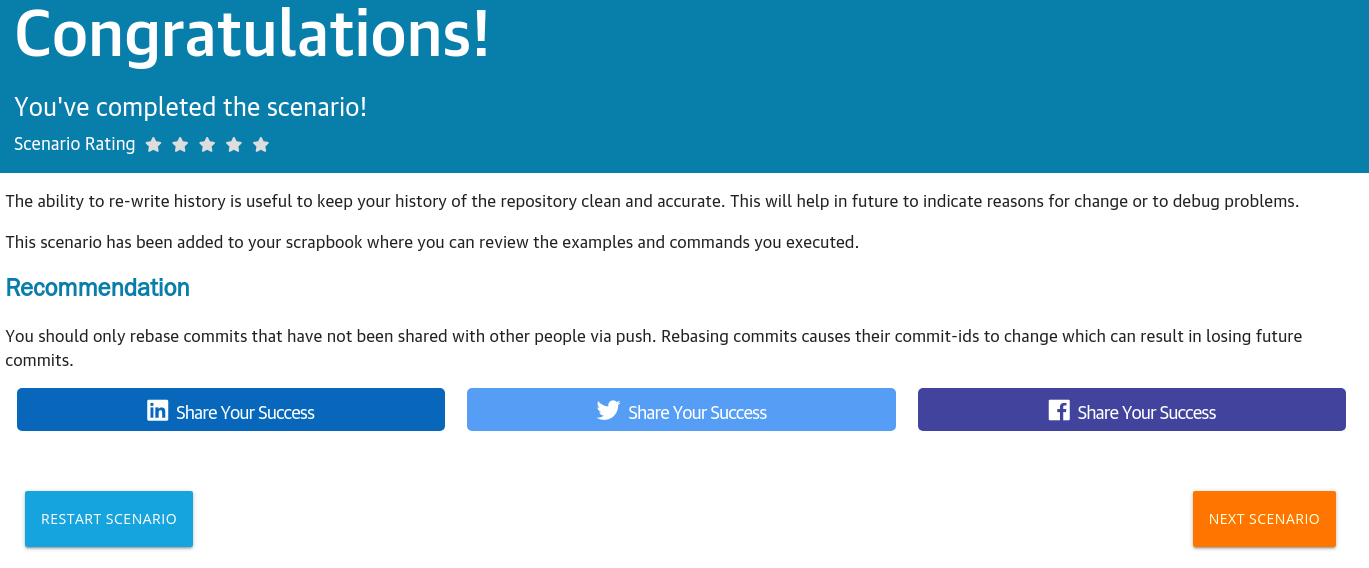 Congratulations!
You've completed the scenario!
Scenario Rating
The ability to re-write history is useful to keep your history of the repository clean and accurate. This will help in future to indicate reasons for change or to debug problems.
This scenario has been added to your scrapbook where you can review the examples and commands you executed.
Recommendation
You should only rebase commits that have not been shared with other people via push. Rebasing commits causes their commit-ids to change which can result in losing future
commits.
Share Your Success
Share Your Success
Share Your Success
RESTART SCENARIO
NEXT SCENARIO